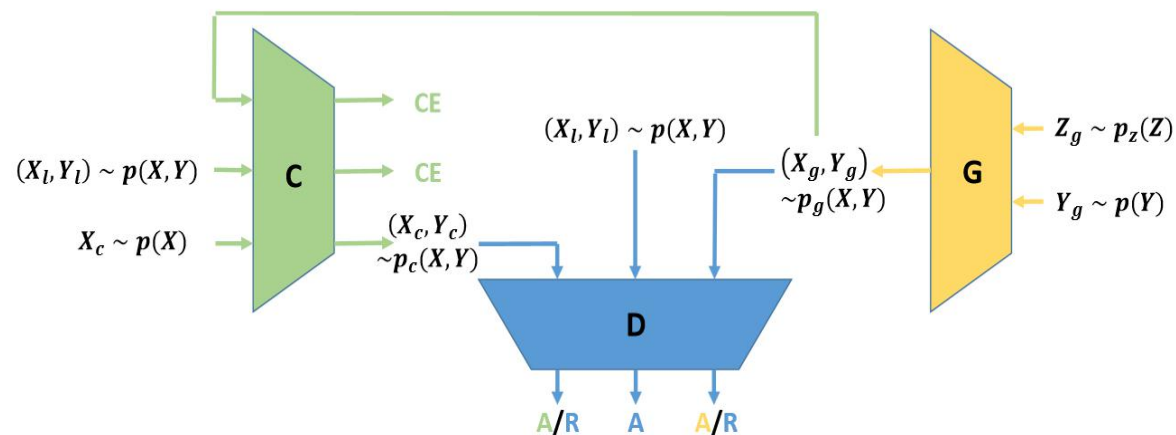 CE
(X_l, Y_l) ~ p(X, Y)
C
CE
X_c ~ p(X)
(X_c, Y_c)
~p_c(X, Y)
(X_l, Y_l) ~ p(X, Y)
(X_g, Y_g)
~p_g(X, Y)
G
Z_g ~ p_z(Z)
Y_g ~ p(Y)
D
A/R
A
A/R